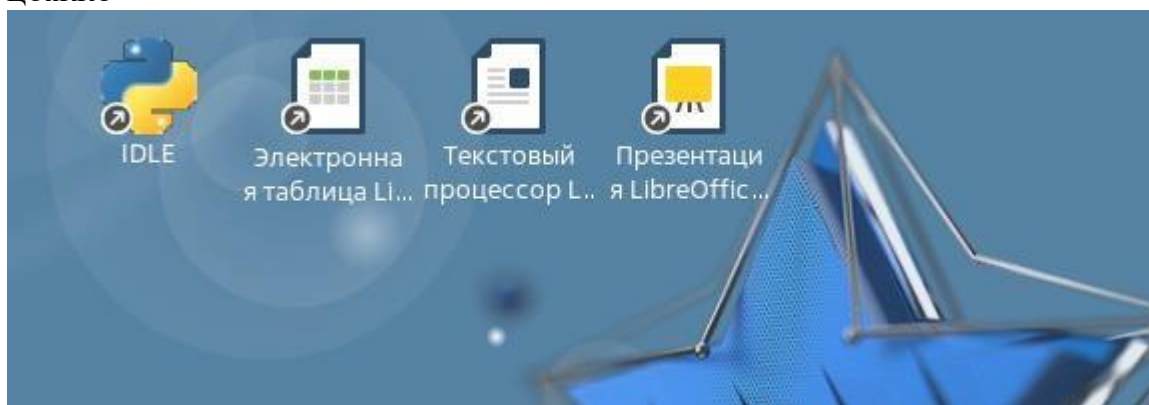 IDLE
Электронна
я таблица Li...
Текстовый
процессор L..
Презентаци
я LibreOffic...